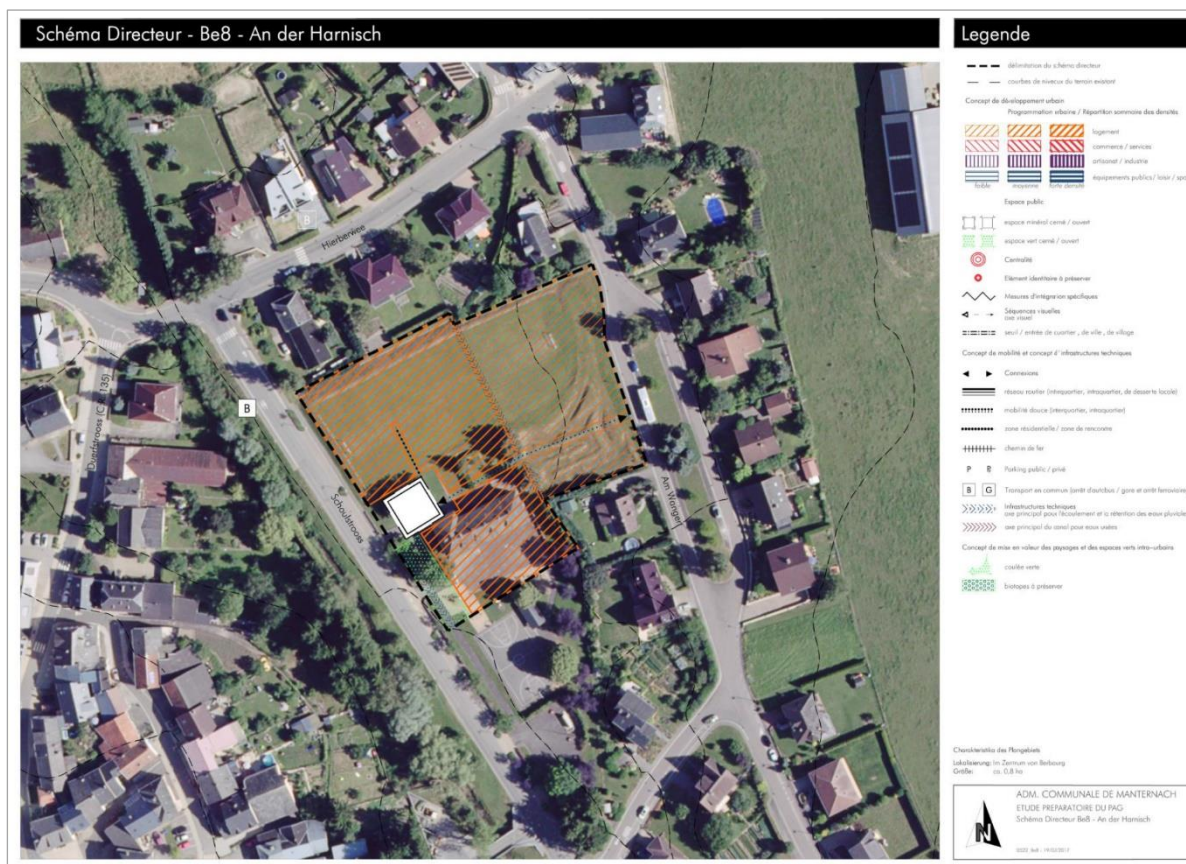 Schéma Directeur - Be8 - An der Harnisch
Hierberwee
B
B
Schoulstrooss
Am Wangert
Legende
délimitation du schéma directeur
courbes de niveaux du terrain existant
Concept de développement urbain
Programmation urbaine / Répartition sommaire des densités
logement
commerce / services
artisanat / industrie
équipements publics / loisir / spo
faible moyenne forte densité
Espace public
espace minéral cerné / ouvert
espace vert cerné / ouvert
Centralité
Elément identitaire à préserver
Mesures d'intégration spécifiques
Séquences visuelles
axe visuel
seuil / entrée de quartier , de ville , de village
Concept de mobilité et concept d' infrastructures techniques
Connexions
réseau routier (interquartier, intraquartier, de desserte locale)
mobilité douce (interquartier, intraquartier)
zone résidentielle / zone de rencontre
chemin de fer
P P Parking public / privé
B G Transport en commun (arrêt d'autobus / gare et arrêt ferroviaire
Infrastructures techniques
axe principal pour l'écoulement et la rétention des eaux pluviale
axe principal du canal pour eaux usées
Concept de mise en valeur des paysages et des espaces verts intra-urbains
coulée verte
biotopes à préserver
Charakteristika des Plangebiets
Lokalisierung: Im Zentrum von Berbourg
Größe: ca. 0,8 ha
N
ADM. COMMUNALE DE MANTERNACH
ETUDE PREPARATOIRE DU PAG
Schéma Directeur Be8 - An der Harnisch